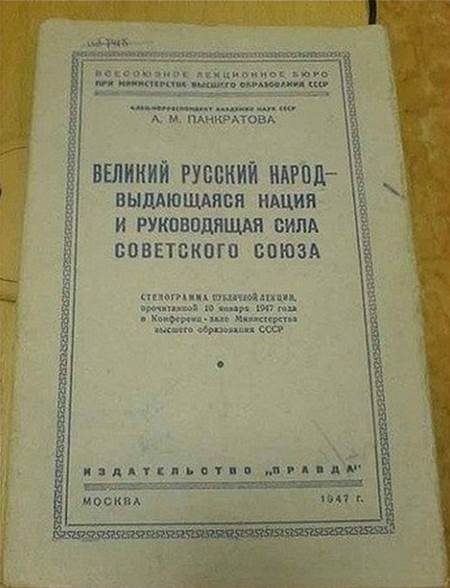 ВСЕСОЮЗНОЕ ЛЕКЦИОННОЕ БЮРО
ПРИ МИНИСТЕРСТВЕ ВЫСШЕГО ОБРАЗОВАНИЯ СССР
ЧЛЕН-КОРРЕСПОНДЕНТ АКАДЕМИИ НАУК СССР
А. М. ПАНКРАТОВА
ВЕЛИКИЙ РУССКИЙ НАРОД—
ВЫДАЮЩАЯСЯ НАЦИЯ
И РУКОВОДЯЩАЯ СИЛА
СОВЕТСКОГО СОЮЗА
СТЕНОГРАММА ПУБЛИЧНОЙ ЛЕКЦИИ,
прочитанной 10 января 1947 года
в Конференц-зале Министерства
высшего образования СССР
ИЗДАТЕЛЬСТВО „ПРАВДА"
МОСКВА 1947 г.